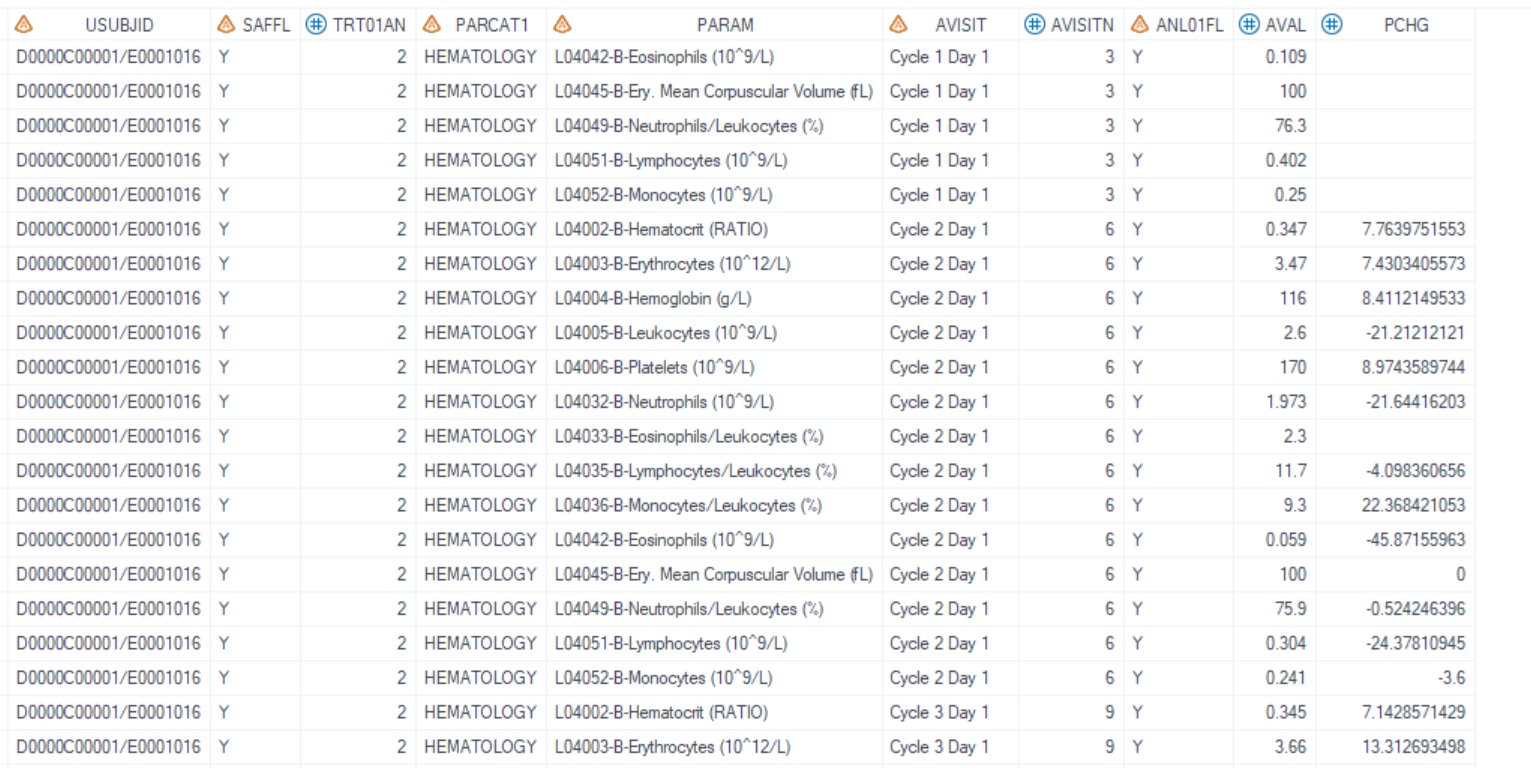 USUBJID SAFFL TRT01AN PARCAT1 PARAM AVISIT AVISITN ANL01FL AVAL PCHG
D0000C00001/E0001016 Y 2 HEMATOLOGY L04042-B-Eosinophils (10^9/L) Cycle 1 Day 1 3 Y 0.109
D0000C00001/E0001016 Y 2 HEMATOLOGY L04045-B-Ery. Mean Corpuscular Volume (fL) Cycle 1 Day 1 3 Y 100
D0000C00001/E0001016 Y 2 HEMATOLOGY L04049-B-Neutrophils/Leukocytes (%) Cycle 1 Day 1 3 Y 76.3
D0000C00001/E0001016 Y 2 HEMATOLOGY L04051-B-Lymphocytes (10^9/L) Cycle 1 Day 1 3 Y 0.402
D0000C00001/E0001016 Y 2 HEMATOLOGY L04052-B-Monocytes (10^9/L) Cycle 1 Day 1 3 Y 0.25
D0000C00001/E0001016 Y 2 HEMATOLOGY L04002-B-Hematocrit (RATIO) Cycle 2 Day 1 6 Y 0.347 7.7639751553
D0000C00001/E0001016 Y 2 HEMATOLOGY L04003-B-Erythrocytes (10^12/L) Cycle 2 Day 1 6 Y 3.47 7.4303405573
D0000C00001/E0001016 Y 2 HEMATOLOGY L04004-B-Hemoglobin (g/L) Cycle 2 Day 1 6 Y 116 8.4112149533
D0000C00001/E0001016 Y 2 HEMATOLOGY L04005-B-Leukocytes (10^9/L) Cycle 2 Day 1 6 Y 2.6 -21.21212121
D0000C00001/E0001016 Y 2 HEMATOLOGY L04006-B-Platelets (10^9/L) Cycle 2 Day 1 6 Y 170 8.9743589744
D0000C00001/E0001016 Y 2 HEMATOLOGY L04032-B-Neutrophils (10^9/L) Cycle 2 Day 1 6 Y 1.973 -21.64416203
D0000C00001/E0001016 Y 2 HEMATOLOGY L04033-B-Eosinophils/Leukocytes (%) Cycle 2 Day 1 6 Y 2.3
D0000C00001/E0001016 Y 2 HEMATOLOGY L04035-B-Lymphocytes/Leukocytes (%) Cycle 2 Day 1 6 Y 11.7 -4.098360656
D0000C00001/E0001016 Y 2 HEMATOLOGY L04036-B-Monocytes/Leukocytes (%) Cycle 2 Day 1 6 Y 9.3 22.368421053
D0000C00001/E0001016 Y 2 HEMATOLOGY L04042-B-Eosinophils (10^9/L) Cycle 2 Day 1 6 Y 0.059 -45.87155963
D0000C00001/E0001016 Y 2 HEMATOLOGY L04045-B-Ery. Mean Corpuscular Volume (fL) Cycle 2 Day 1 6 Y 100 0
D0000C00001/E0001016 Y 2 HEMATOLOGY L04049-B-Neutrophils/Leukocytes (%) Cycle 2 Day 1 6 Y 75.9 -0.524246396
D0000C00001/E0001016 Y 2 HEMATOLOGY L04051-B-Lymphocytes (10^9/L) Cycle 2 Day 1 6 Y 0.304 -24.37810945
D0000C00001/E0001016 Y 2 HEMATOLOGY L04052-B-Monocytes (10^9/L) Cycle 2 Day 1 6 Y 0.241 -3.6
D0000C00001/E0001016 Y 2 HEMATOLOGY L04002-B-Hematocrit (RATIO) Cycle 3 Day 1 9 Y 0.345 7.1428571429
D0000C00001/E0001016 Y 2 HEMATOLOGY L04003-B-Erythrocytes (10^12/L) Cycle 3 Day 1 9 Y 3.66 13.312693498